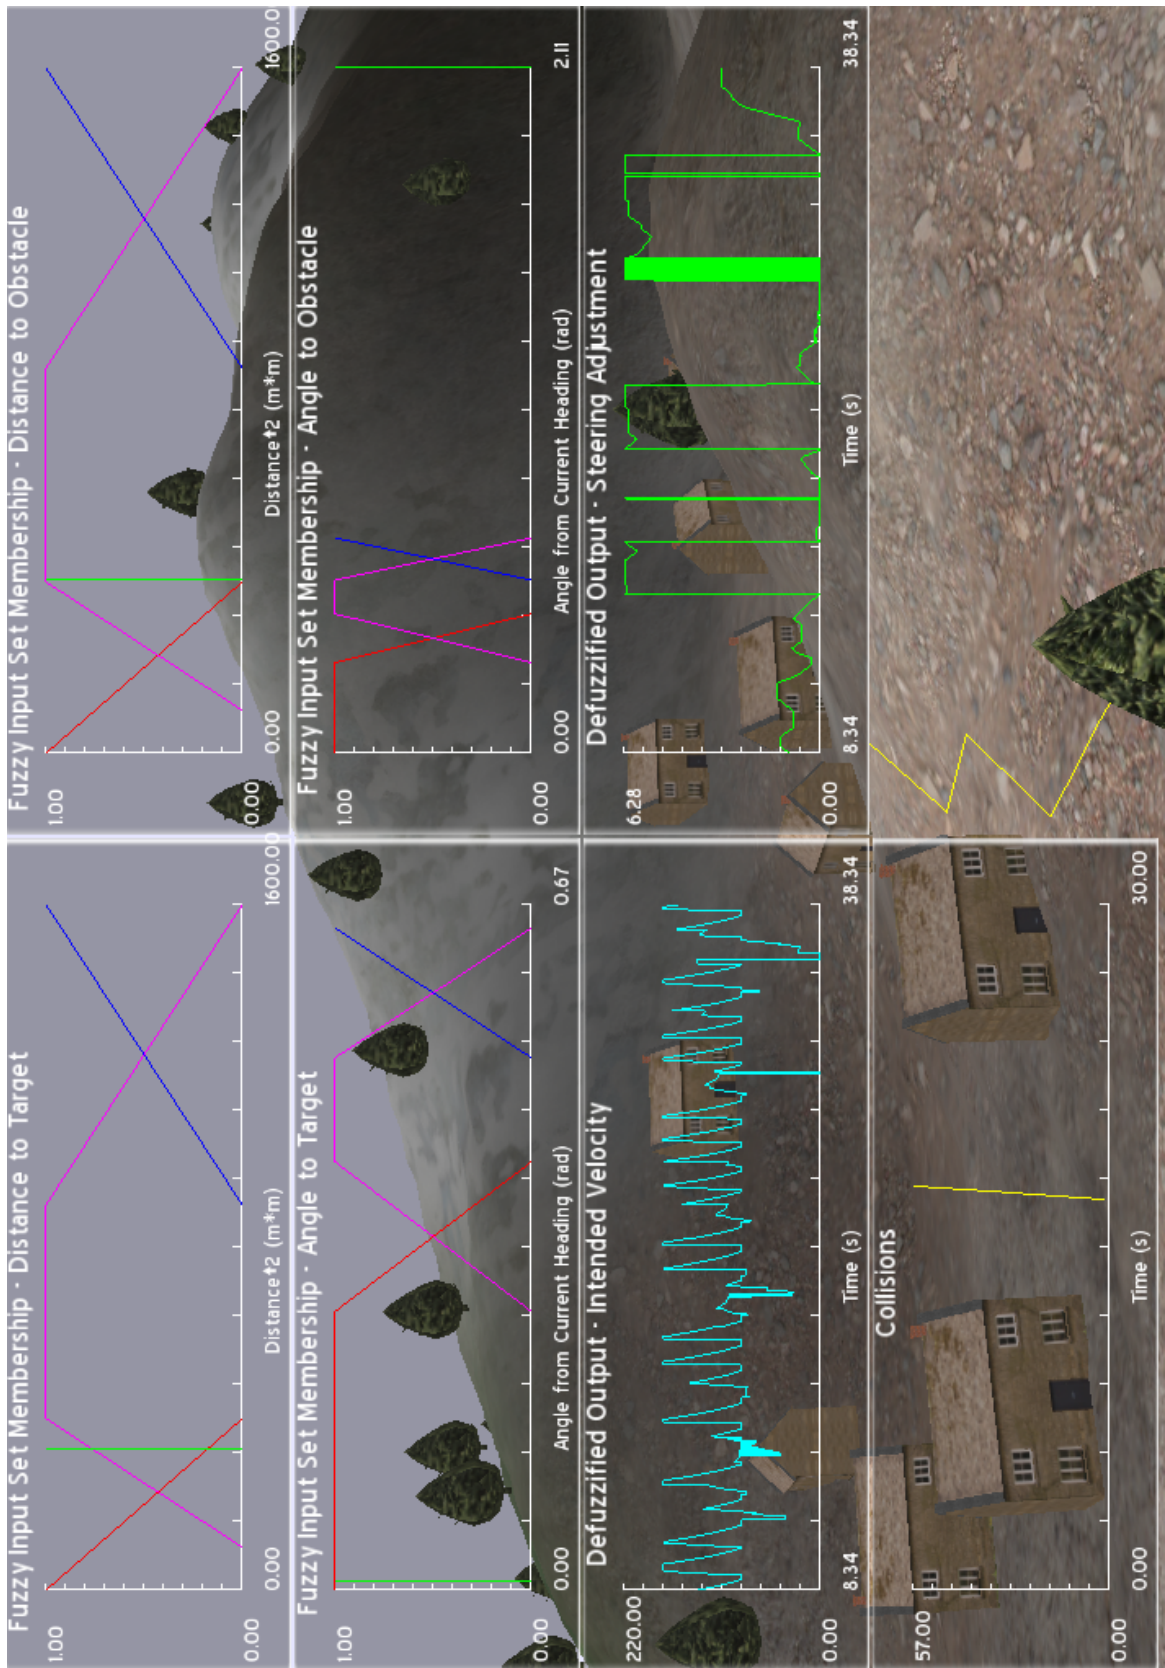 Fuzzy Input Set Membership - Distance to Target
1.00
0.00
0.00
Distance^2 (m*m)
1600.00
Fuzzy Input Set Membership - Distance to Obstacle
1.00
0.00
0.00
Distance^2 (m*m)
1600.0
Fuzzy Input Set Membership - Angle to Target
1.00
0.00
0.00
Angle from Current Heading (rad)
0.67
Fuzzy Input Set Membership - Angle to Obstacle
1.00
0.00
0.00
Angle from Current Heading (rad)
2.11
Defuzzified Output - Intended Velocity
220.00
0.00
8.34
Time (s)
38.34
Defuzzified Output - Steering Adjustment
6.28
0.00
8.34
Time (s)
38.34
Collisions
57.00
0.00
0.00
Time (s)
30.00